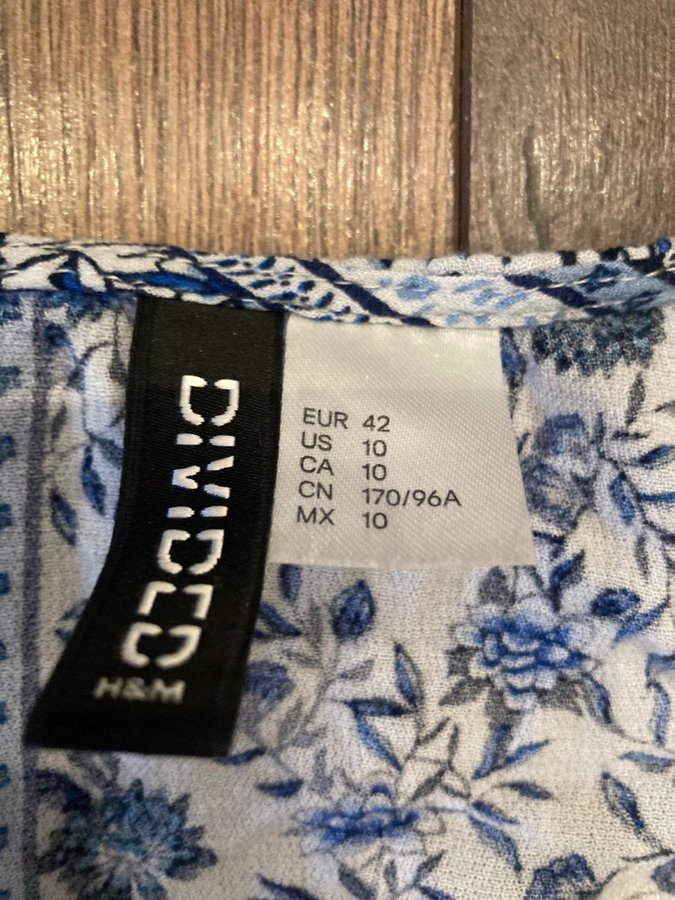 DIVIDED
H&M
EUR 42
US 10
CA 10
CN 170/96A
MX 10